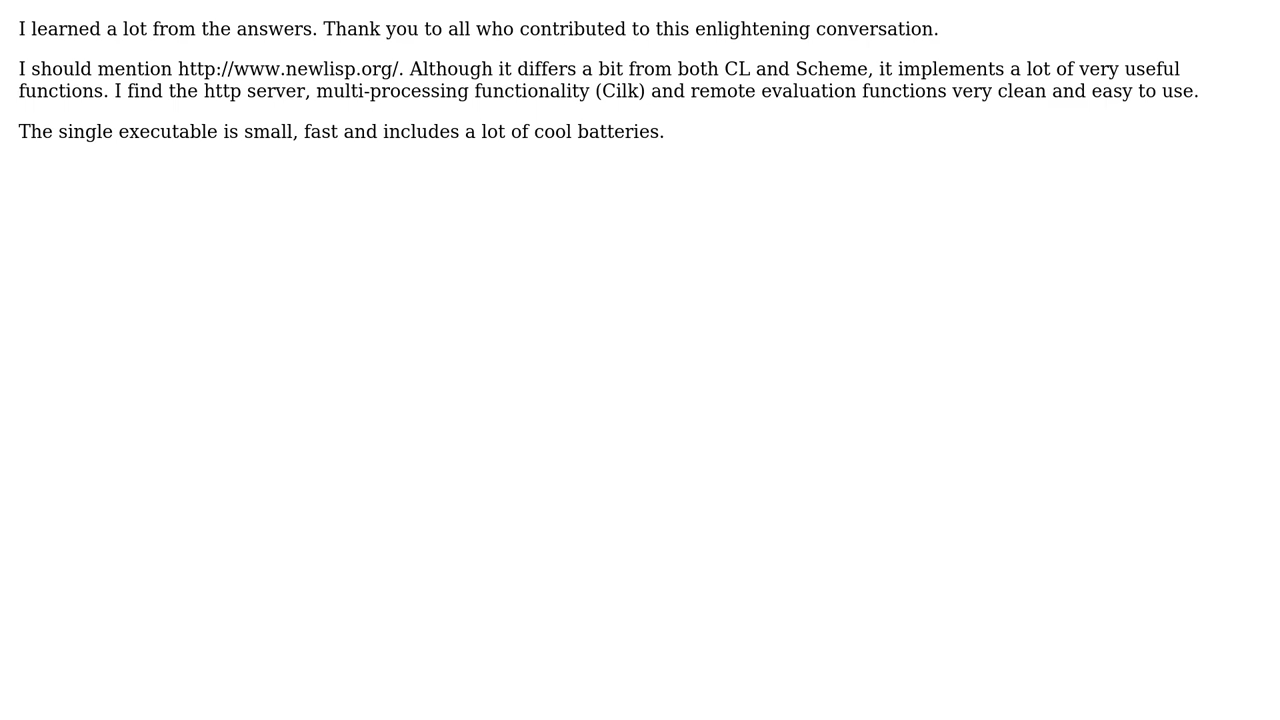 I learned a lot from the answers. Thank you to all who contributed to this enlightening conversation.
I should mention http://www.newlisp.org/. Although it differs a bit from both CL and Scheme, it implements a lot of very useful
functions. I find the http server, multi-processing functionality (Cilk) and remote evaluation functions very clean and easy to use.
The single executable is small, fast and includes a lot of cool batteries.